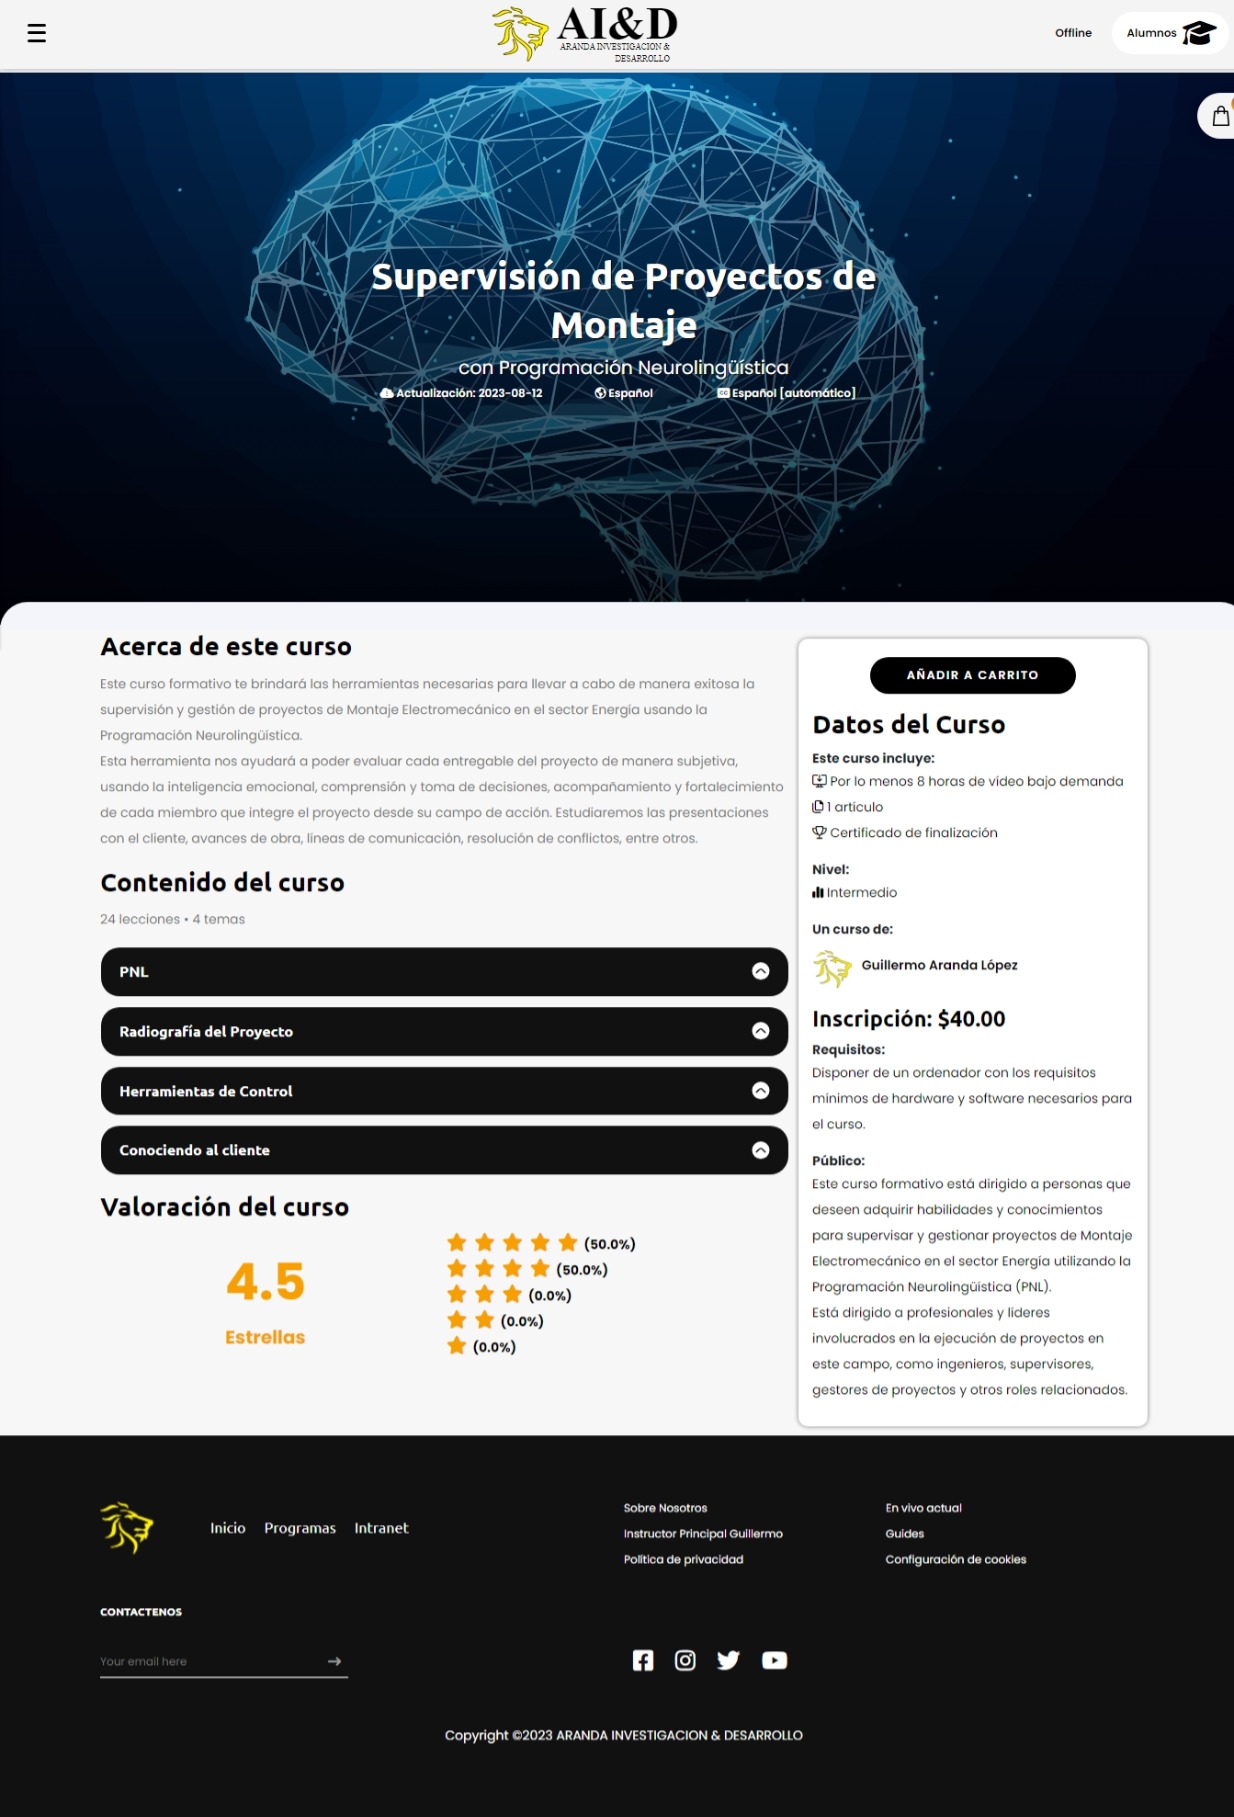 AI&D
ARANDA INVESTIGACION &
DESARROLLO
Offline
Alumnos
Supervisión de Proyectos de
Montaje
con Programación Neurolingüística
Actualización: 2023-08-12
Español
Español [automático]
Acerca de este curso
Este curso formativo te brindará las herramientas necesarias para llevar a cabo de manera exitosa la
supervisión y gestión de proyectos de Montaje Electromecánico en el sector Energía usando la
Programación Neurolingüística.
Esta herramienta nos ayudará a poder evaluar cada entregable del proyecto de manera subjetiva,
usando la inteligencia emocional, comprensión y toma de decisiones, acompañamiento y fortalecimiento
de cada miembro que integre el proyecto desde su campo de acción. Estudiaremos las presentaciones
con el cliente, avances de obra, líneas de comunicación, resolución de conflictos, entre otros.
Contenido del curso
24 lecciones • 4 temas
PNL
Radiografía del Proyecto
Herramientas de Control
Conociendo al cliente
Valoración del curso
4.5
Estrellas
(50.0%)
(50.0%)
(0.0%)
(0.0%)
(0.0%)
AÑADIR A CARRITO
Datos del Curso
Este curso incluye:
Por lo menos 8 horas de vídeo bajo demanda
1 artículo
Certificado de finalización
Nivel:
Intermedio
Un curso de:
Guillermo Aranda López
Inscripción: $40.00
Requisitos:
Disponer de un ordenador con los requisitos
mínimos de hardware y software necesarios para
el curso.
Público:
Este curso formativo está dirigido a personas que
deseen adquirir habilidades y conocimientos
para supervisar y gestionar proyectos de Montaje
Electromecánico en el sector Energía utilizando la
Programación Neurolingüística (PNL).
Está dirigido a profesionales y líderes
involucrados en la ejecución de proyectos en
este campo, como ingenieros, supervisores,
gestores de proyectos y otros roles relacionados.
Inicio
Programas
Intranet
Sobre Nosotros
Instructor Principal Guillermo
Política de privacidad
En vivo actual
Guides
Configuración de cookies
CONTACTENOS
Your email here
Copyright ©2023 ARANDA INVESTIGACION & DESARROLLO